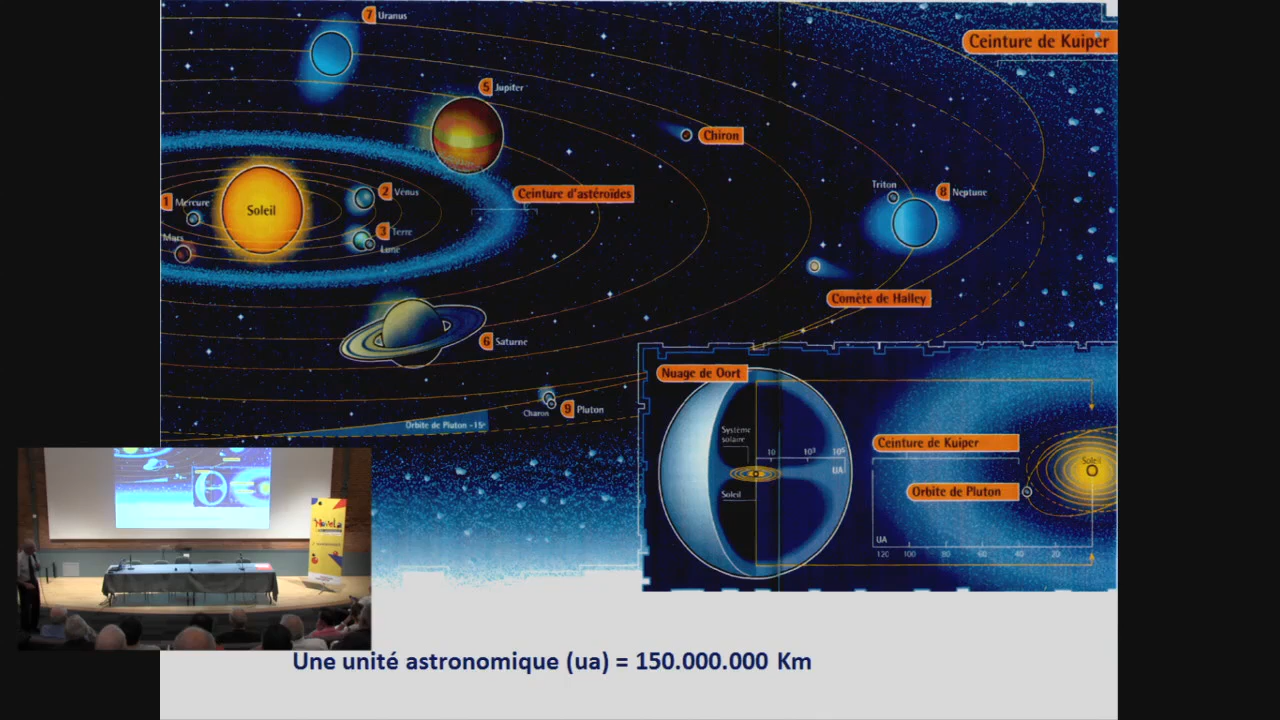 7 Uranus
Ceinture de Kuiper
5 Jupiter
Chiron
Ceinture d'astéroïdes
1 Mercure
Soleil
2 Vénus
3 Terre
Lune
Mars
Triton
8 Neptune
Comète de Halley
6 Saturne
Charon
9 Pluton
Orbite de Pluton -15°
Nuage de Oort
Système
solaire
10 10³ 10⁵
UA
Soleil
Ceinture de Kuiper
Orbite de Pluton
Soleil
UA
120 100 80 60 40 20
Novela
Une unité astronomique (ua) = 150.000.000 Km